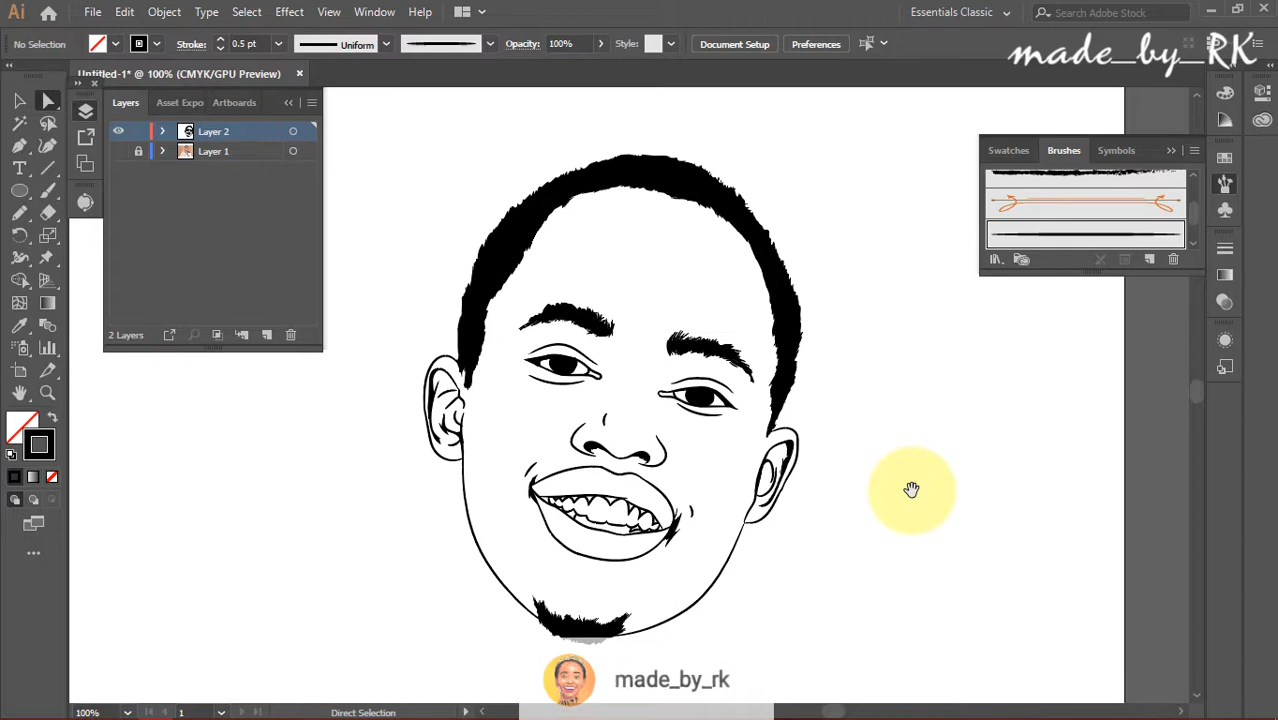 Ai File Edit Object Type Select Effect View Window Help Essentials Classic Search Adobe Stock
No Selection Stroke: 0.5 pt Uniform Opacity: 100% Style: Document Setup Preferences
made_by_RK
Untitled-1* @ 100% (CMYK/GPU Preview)
Layers Asset Expo Artboards
Layer 2
Layer 1
2 Layers
Swatches Brushes Symbols
made_by_rk
100% 1 Direct Selection